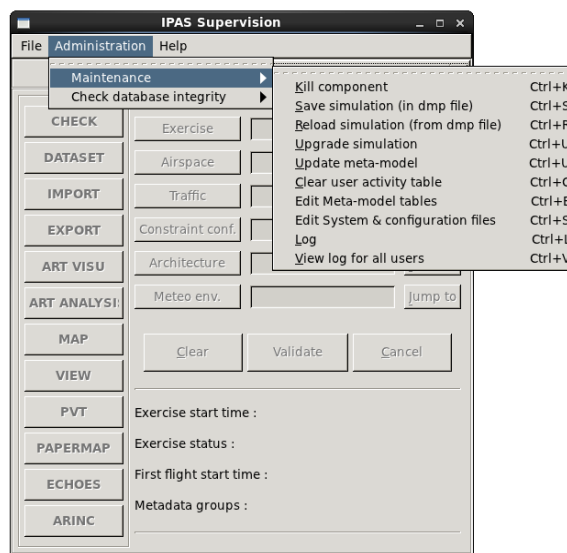 IPAS Supervision
File Administration Help
Maintenance
Check database integrity
Kill component Ctrl+K
Save simulation (in dmp file) Ctrl+S
Reload simulation (from dmp file) Ctrl+R
Upgrade simulation Ctrl+U
Update meta-model Ctrl+U
Clear user activity table Ctrl+C
Edit Meta-model tables Ctrl+E
Edit System & configuration files Ctrl+S
Log Ctrl+L
View log for all users Ctrl+V
CHECK
DATASET
IMPORT
EXPORT
ART VISU
ART ANALYSI
MAP
VIEW
PVT
PAPERMAP
ECHOES
ARINC
Exercise
Airspace
Traffic
Constraint conf.
Architecture
Meteo env. Jump to
Clear Validate Cancel
Exercise start time :
Exercise status :
First flight start time :
Metadata groups :